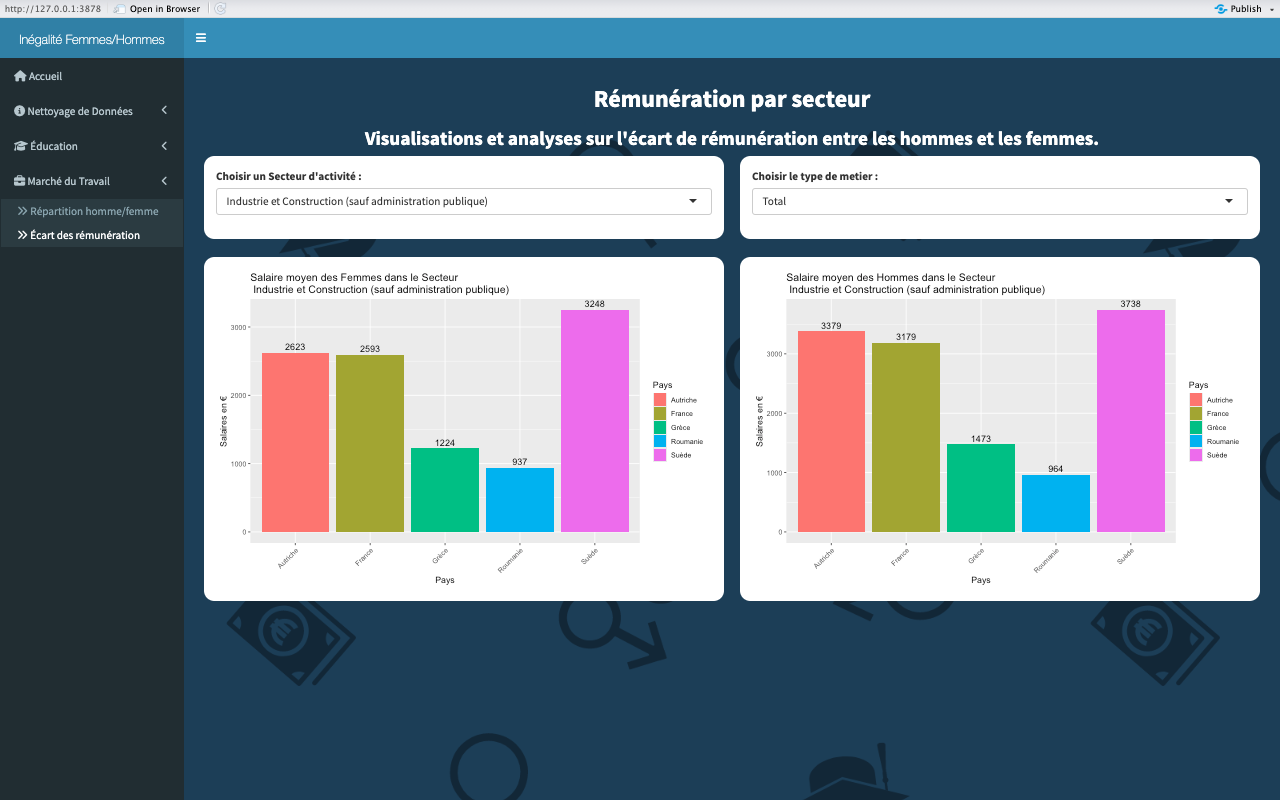 http://127.0.0.1:3878 Open in Browser Publish
Inégalité Femmes/Hommes
Accueil
Nettoyage de Données
Éducation
Marché du Travail
Répartition homme/femme
Écart des rémunération
Rémunération par secteur
Visualisations et analyses sur l'écart de rémunération entre les hommes et les femmes.
Choisir un Secteur d'activité :
Industrie et Construction (sauf administration publique)
Choisir le type de metier :
Total
Salaire moyen des Femmes dans le Secteur
Industrie et Construction (sauf administration publique)
Salaires en €
3000
2000
1000
0
2623
2593
1224
937
3248
Autriche
France
Grèce
Roumanie
Suède
Pays
Pays
Autriche
France
Grèce
Roumanie
Suède
Salaire moyen des Hommes dans le Secteur
Industrie et Construction (sauf administration publique)
Salaires en €
3000
2000
1000
0
3379
3179
1473
964
3738
Autriche
France
Grèce
Roumanie
Suède
Pays
Pays
Autriche
France
Grèce
Roumanie
Suède